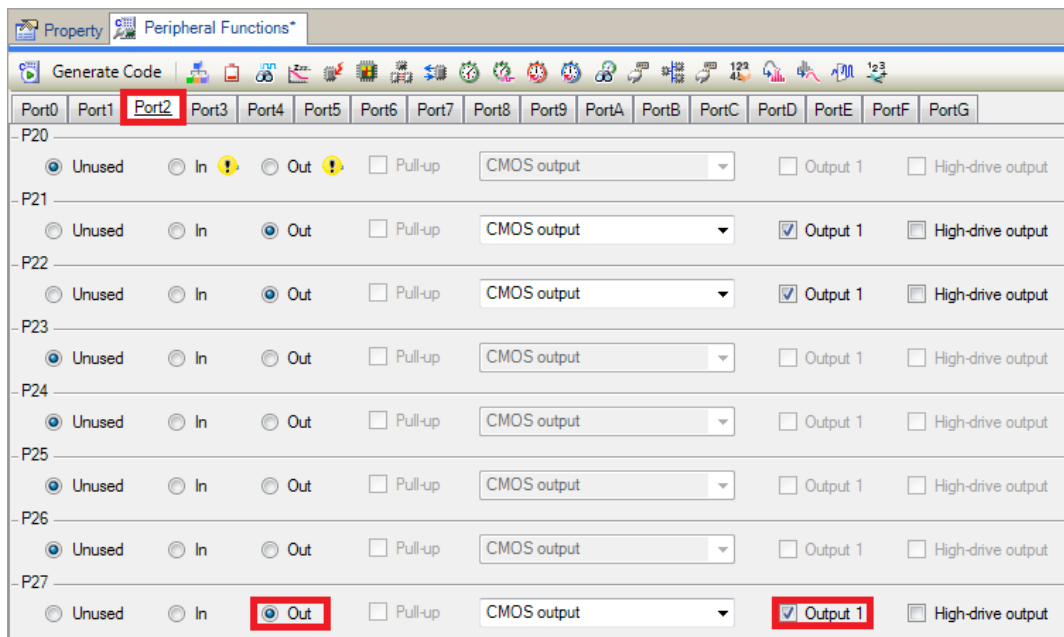 Property Peripheral Functions*
Generate Code
Port0 Port1 Port2 Port3 Port4 Port5 Port6 Port7 Port8 Port9 PortA PortB PortC PortD PortE PortF PortG
P20
Unused In Out Pull-up CMOS output Output 1 High-drive output
P21
Unused In Out Pull-up CMOS output Output 1 High-drive output
P22
Unused In Out Pull-up CMOS output Output 1 High-drive output
P23
Unused In Out Pull-up CMOS output Output 1 High-drive output
P24
Unused In Out Pull-up CMOS output Output 1 High-drive output
P25
Unused In Out Pull-up CMOS output Output 1 High-drive output
P26
Unused In Out Pull-up CMOS output Output 1 High-drive output
P27
Unused In Out Pull-up CMOS output Output 1 High-drive output